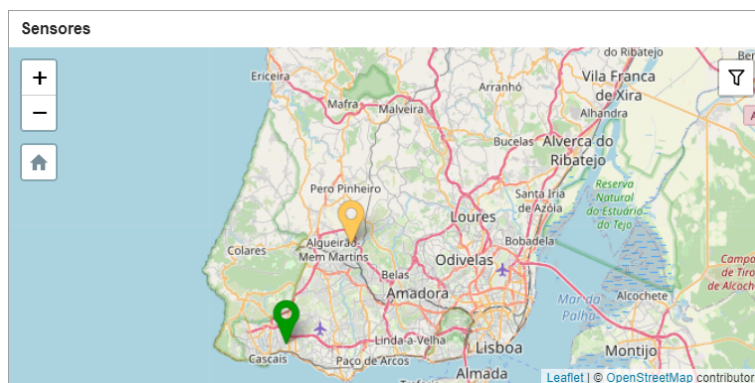 Sensores
do Ribatejo
Ericeira
+
Mafra
Malveira
Arranhó
Vila Franca
de Xira
−
Alhandra
Bucelas
Alverca do
Ribatejo
Pero Pinheiro
Santa Iria
de Azóia
Reserva
Natural
do Estuário
do Tejo
Loures
Colares
Algueirão-
Mem Martins
Bobadela
Belas
Odivelas
Campo
de Tiro
de Alcoche
Amadora
Mar da
Palha
Alcochete
Linda-a-Velha
Lisboa
Cascais
Paço de Arcos
Montijo
Almada
Leaflet | © OpenStreetMap contributor